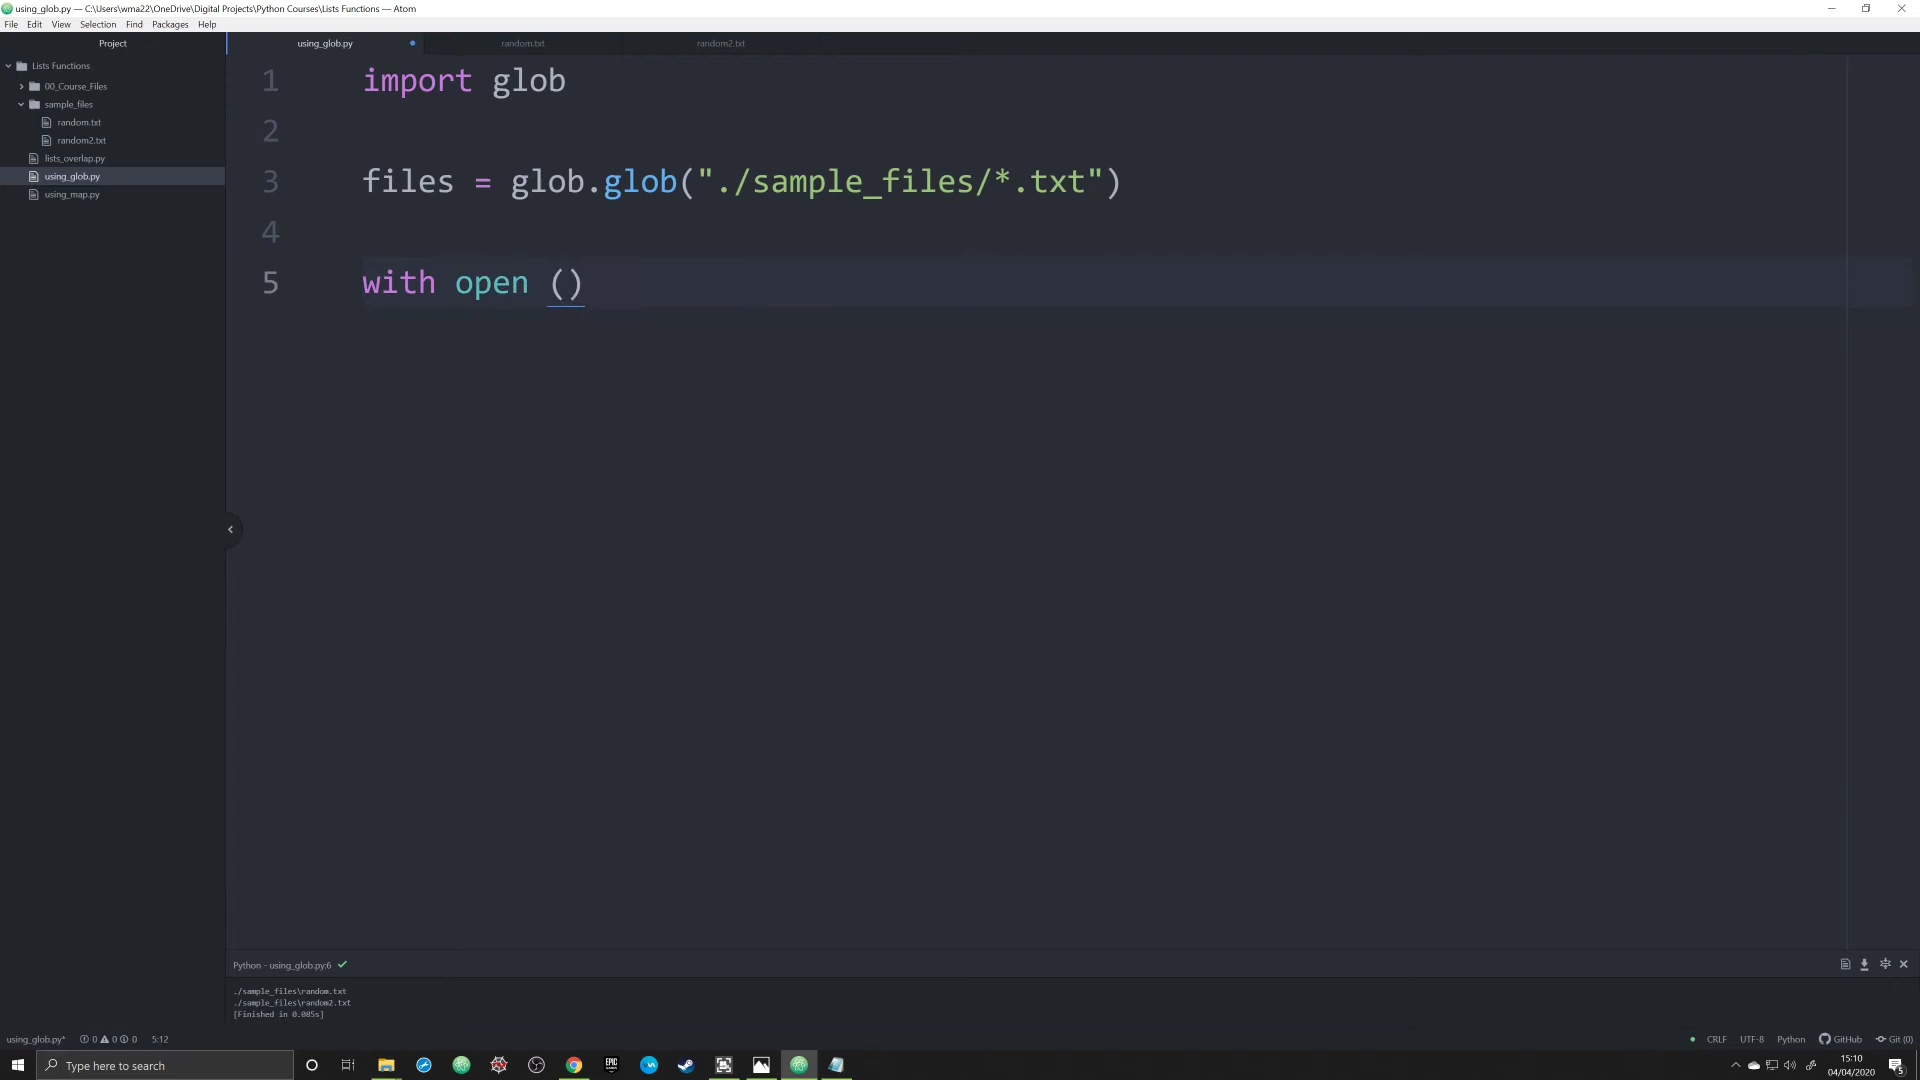 using_glob.py — C:\Users\wma22\OneDrive\Digital Projects\Python Courses\Lists Functions — Atom
File Edit View Selection Find Packages Help
Project
using_glob.py random.txt random2.txt
Lists Functions
00_Course_Files
sample_files
random.txt
random2.txt
lists_overlap.py
using_glob.py
using_map.py
1 import glob
2
3 files = glob.glob("./sample_files/*.txt")
4
5 with open ()
Python - using_glob.py:6
./sample_files\random.txt
./sample_files\random2.txt
[Finished in 0.085s]
using_glob.py* 0 0 0 5:12 CRLF UTF-8 Python GitHub Git (0)
Type here to search
EPIC GAMES
15:10
04/04/2020
5